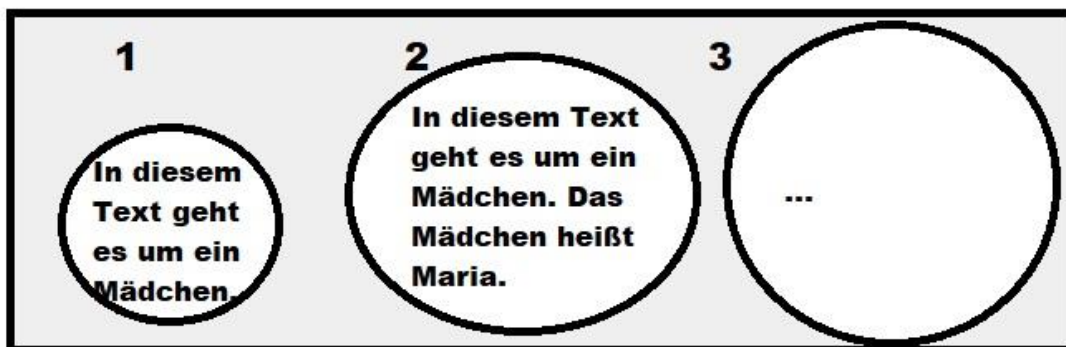 1
In diesem
Text geht
es um ein
Mädchen.
2
In diesem Text
geht es um ein
Mädchen. Das
Mädchen heißt
Maria.
3
...